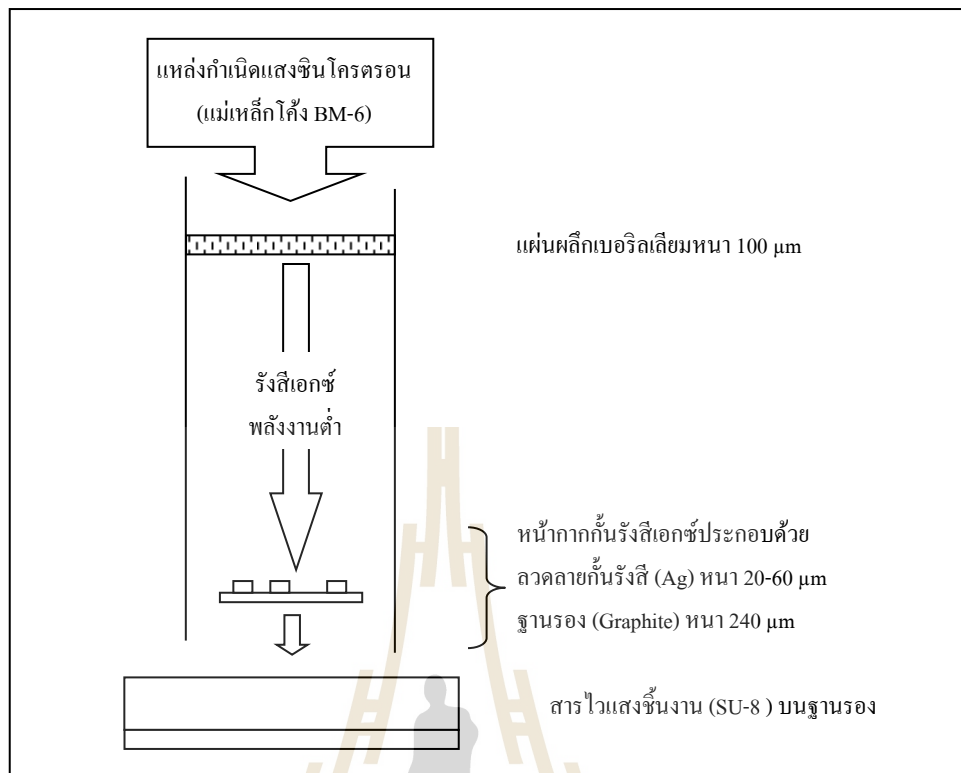 แหล่งกำเนิดแสงซินโครตรอน
(แม่เหล็กโค้ง BM-6)
แผ่นผลึกเบอริลเลียมหนา 100 µm
รังสีเอกซ์
พลังงานต่ำ
หน้ากากกั้นรังสีเอกซ์ประกอบด้วย
ลวดลายกั้นรังสี (Ag) หนา 20-60 µm
ฐานรอง (Graphite) หนา 240 µm
สารไวแสงชิ้นงาน (SU-8 ) บนฐานรอง